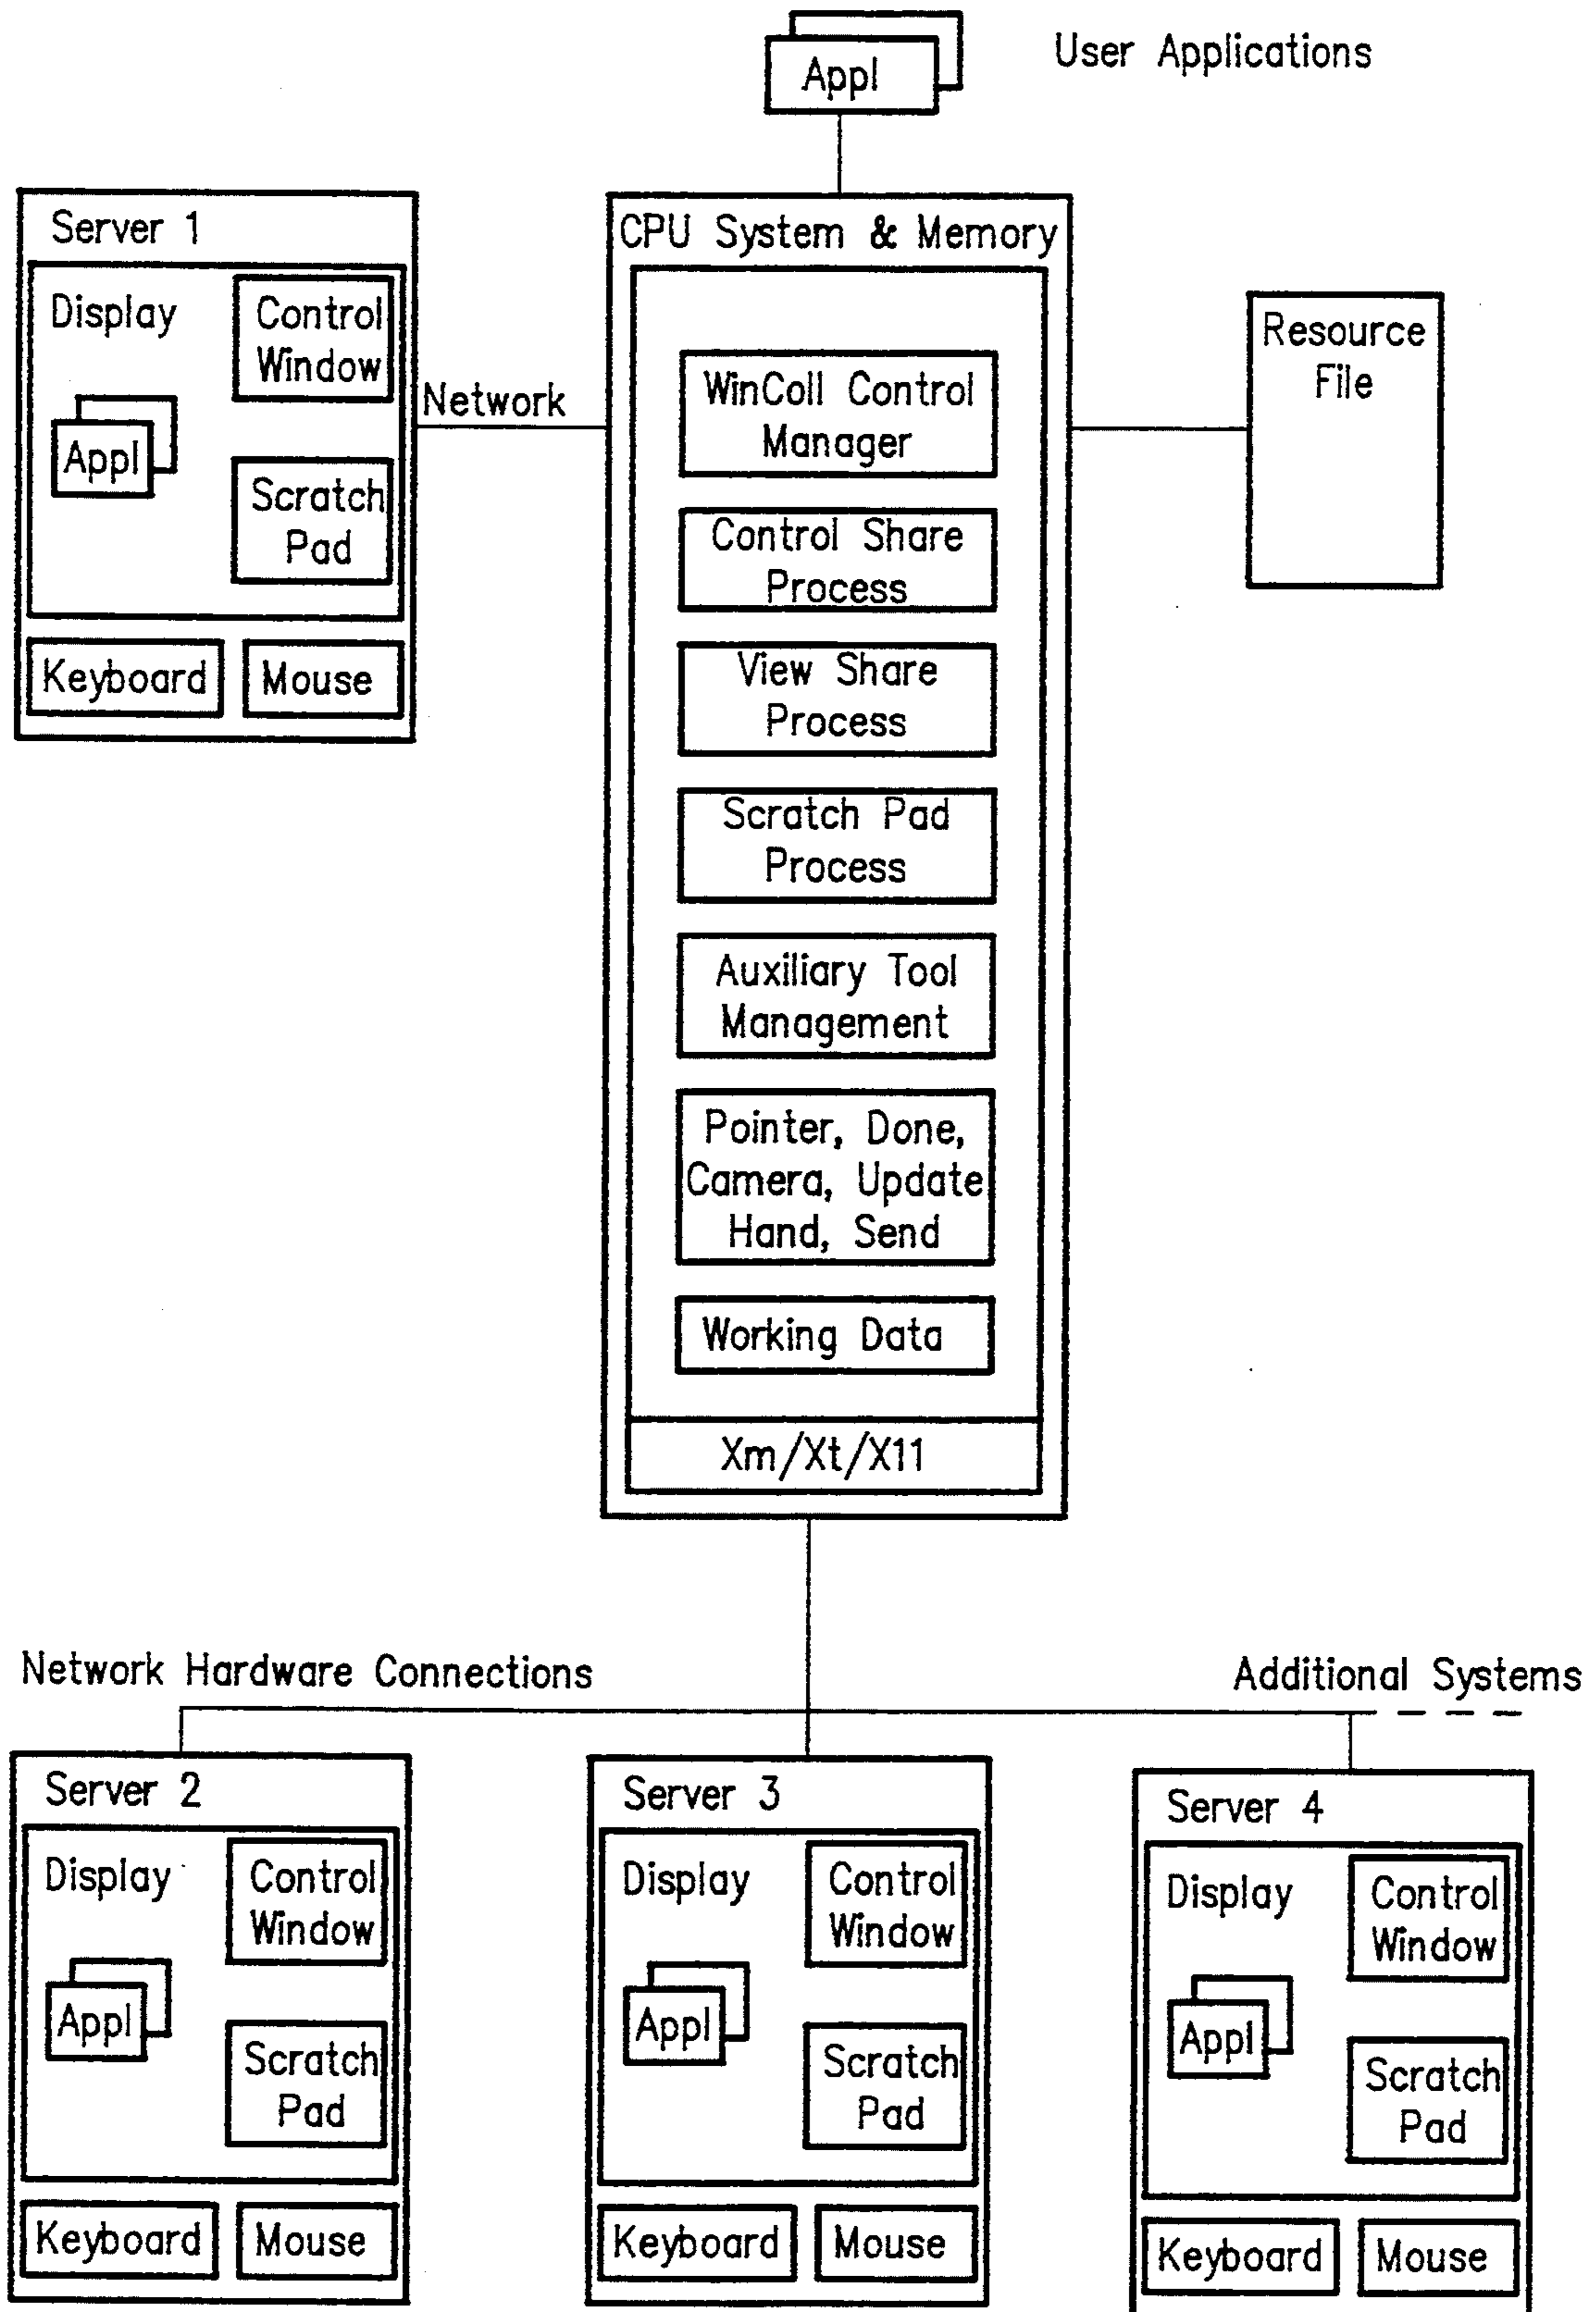 Appl
User Applications
Server 1
Display
Control
Window
Appl
Scratch
Pad
Keyboard
Mouse
Network
CPU System & Memory
WinColl Control
Manager
Control Share
Process
View Share
Process
Scratch Pad
Process
Auxiliary Tool
Management
Pointer, Done,
Camera, Update
Hand, Send
Working Data
Xm/Xt/X11
Resource
File
Network Hardware Connections
Additional Systems
Server 2
Display
Control
Window
Appl
Scratch
Pad
Keyboard
Mouse
Server 3
Display
Control
Window
Appl
Scratch
Pad
Keyboard
Mouse
Server 4
Display
Control
Window
Appl
Scratch
Pad
Keyboard
Mouse